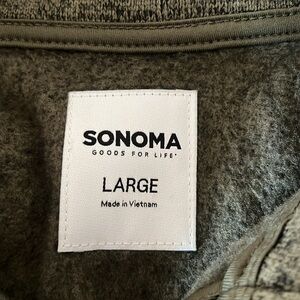 SONOMA
GOODS FOR LIFE
LARGE
Made in Vietnam